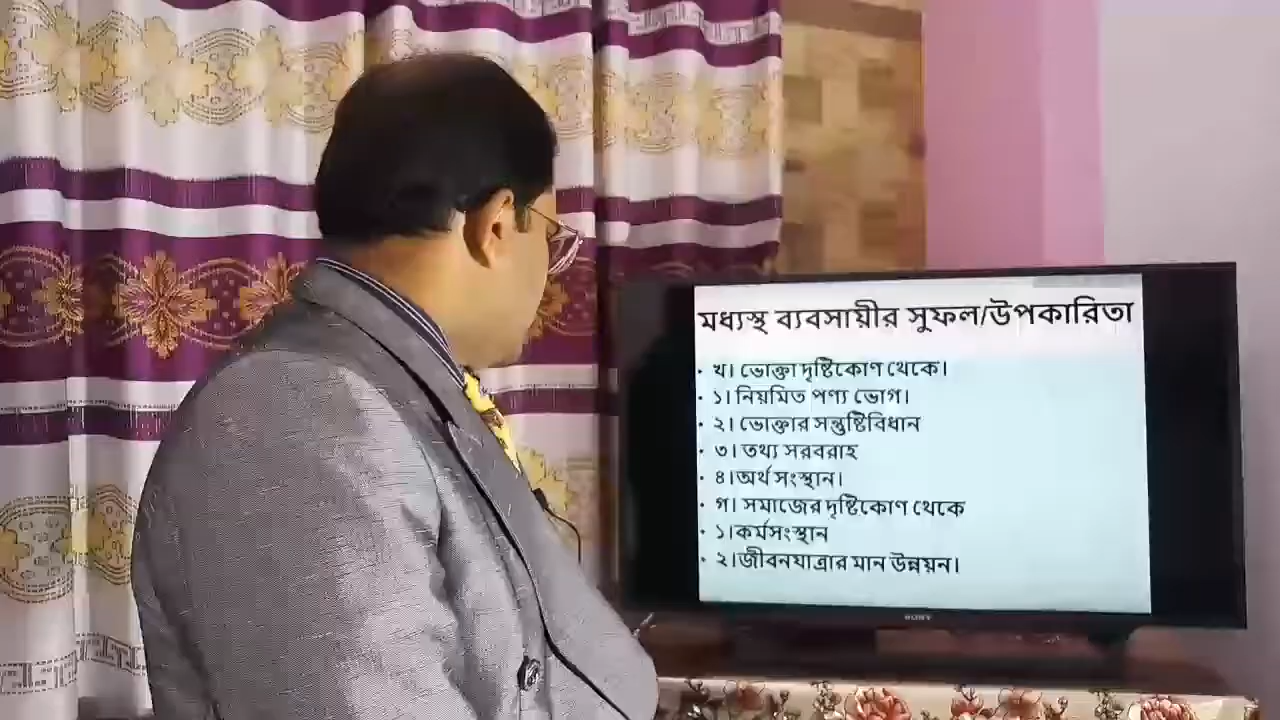 মধ্যস্থ ব্যবসায়ীর সুফল/উপকারিতা
• খ। ভোক্তা দৃষ্টিকোণ থেকে।
• ১। নিয়মিত পণ্য ভোগ।
• ২। ভোক্তার সন্তুষ্টিবিধান
• ৩। তথ্য সরবরাহ
• ৪।অর্থ সংস্থান।
• গ। সমাজের দৃষ্টিকোণ থেকে
• ১।কর্মসংস্থান
• ২।জীবনযাত্রার মান উন্নয়ন।
SONY